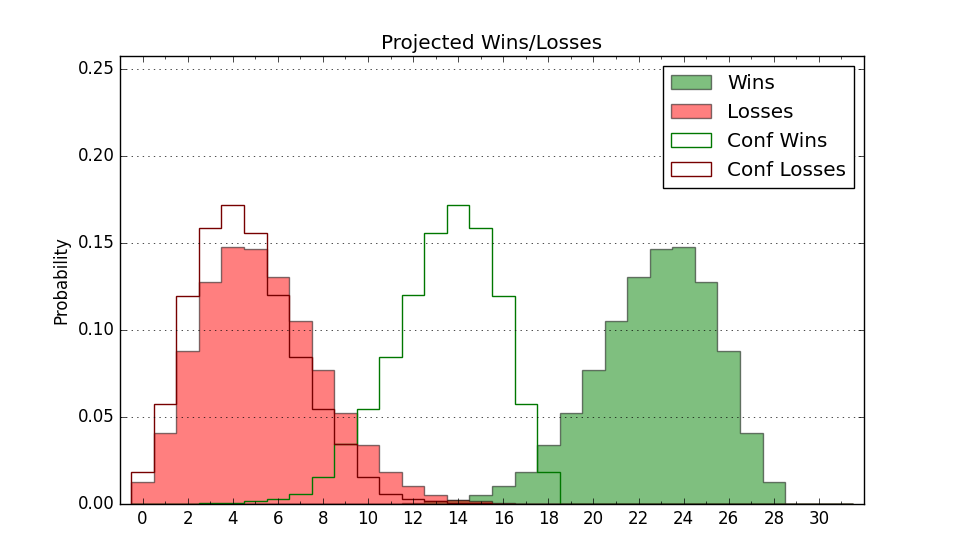 Projected Wins/Losses
0.25
0.20
0.15
0.10
0.05
0.00
Probability
Wins
Losses
Conf Wins
Conf Losses
0 2 4 6 8 10 12 14 16 18 20 22 24 26 28 30